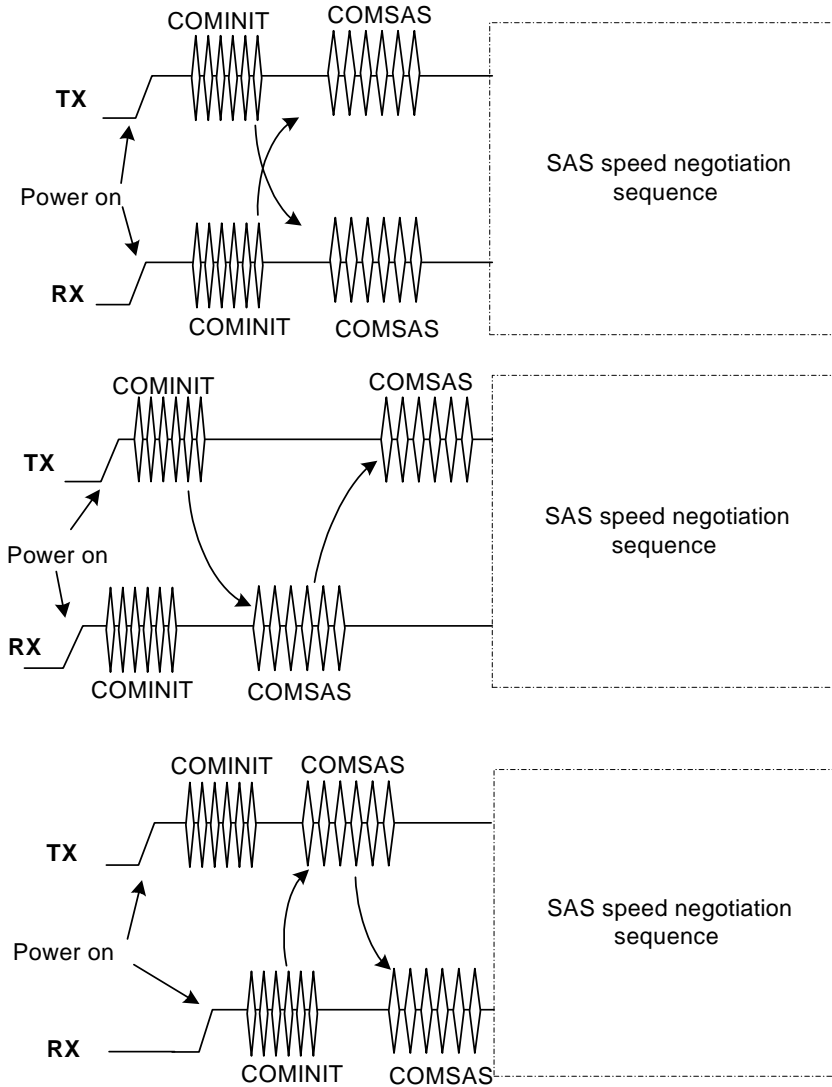 COMINIT
COMSAS
TX
SAS speed negotiation
sequence
Power on
RX
COMINIT
COMSAS
COMINIT
COMSAS
TX
SAS speed negotiation
sequence
Power on
RX
COMINIT
COMSAS
COMINIT
COMSAS
TX
SAS speed negotiation
sequence
Power on
RX
COMINIT
COMSAS